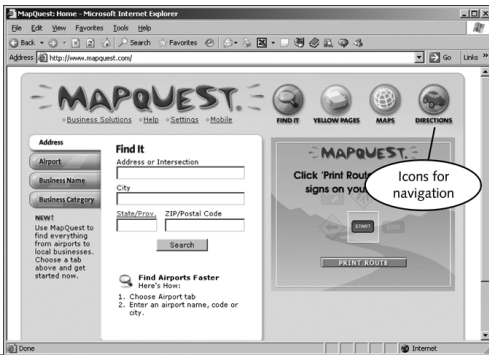 MapQuest: Home - Microsoft Internet Explorer
File Edit View Favorites Tools Help
Back Search Favorites
Address http://www.mapquest.com/ Go Links »
MAPQUEST.
Business Solutions Help Settings Mobile
FIND IT YELLOW PAGES MAPS DIRECTIONS
Address
Airport
Business Name
Business Category
NEW!
Use MapQuest to
find everything
from airports to
local businesses.
Choose a tab
above and get
started now.
Find It
Address or Intersection
City
State/Prov. ZIP/Postal Code
Search
Find Airports Faster
Here's How:
1. Choose Airport tab
2. Enter an airport name, code or
city.
MAPQUEST.
Click 'Print Rout
signs on you
START END
PRINT ROUTE
Icons for
navigation
Done Internet